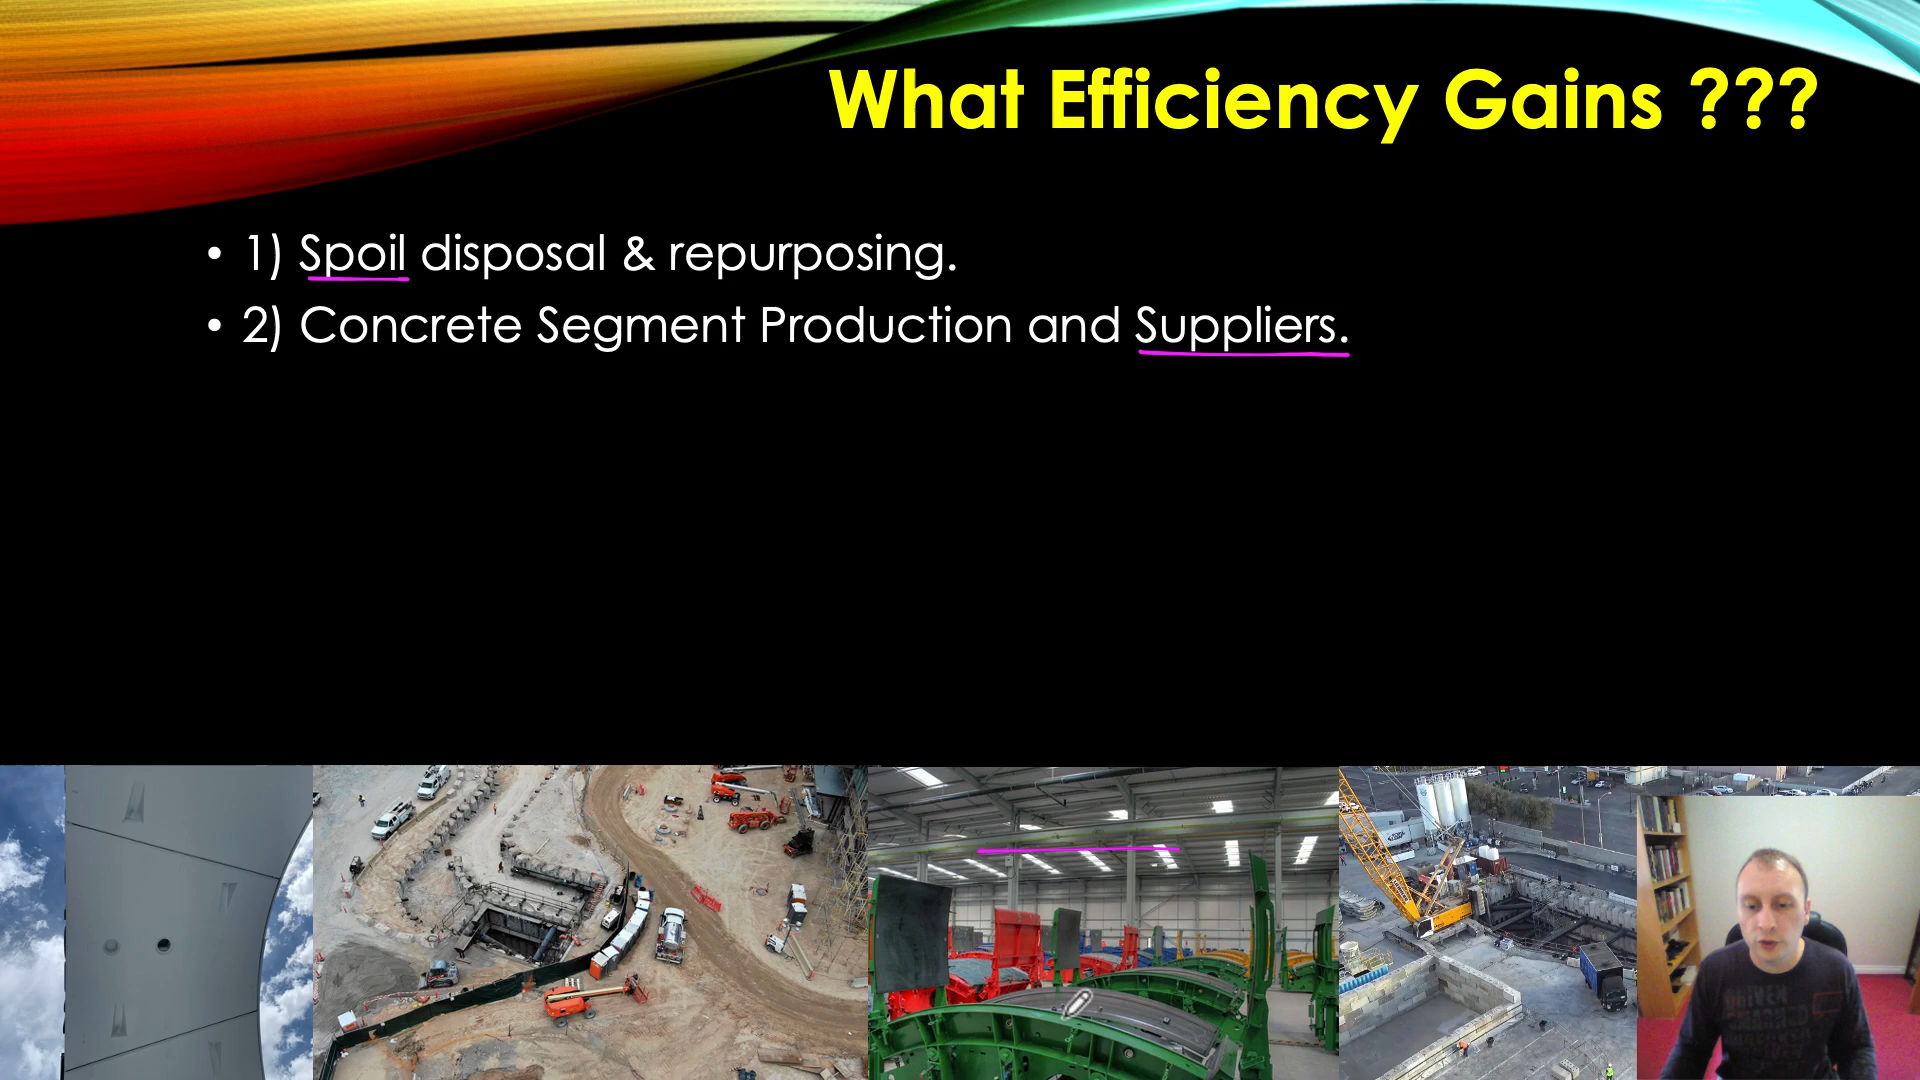 What Efficiency Gains ???
• 1) Spoil disposal & repurposing.
• 2) Concrete Segment Production and Suppliers.